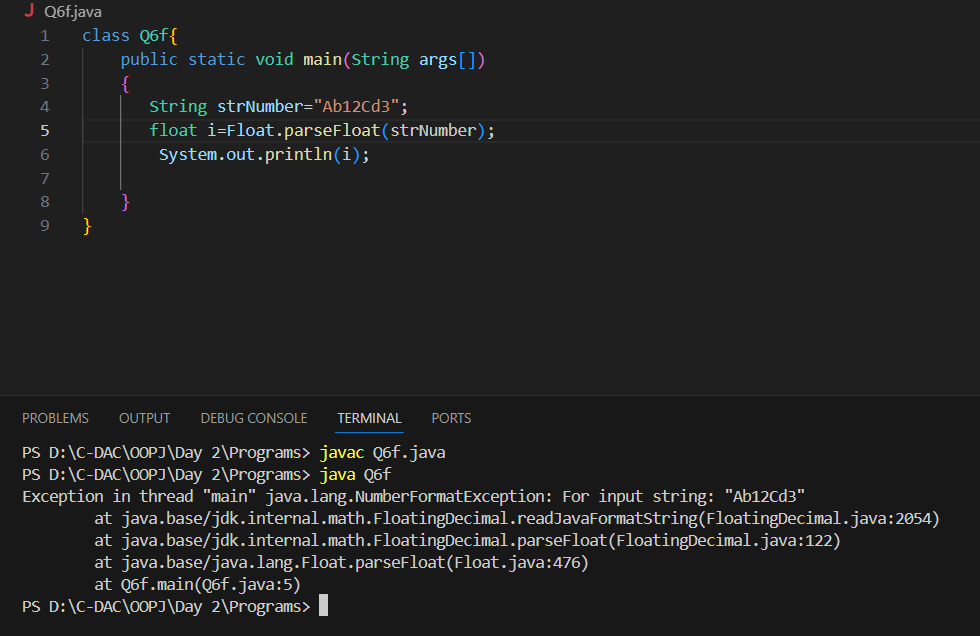 J Q6f.java
1 class Q6f{
2 public static void main(String args[])
3 {
4 String strNumber="Ab12Cd3";
5 float i=Float.parseFloat(strNumber);
6 System.out.println(i);
7
8 }
9 }
PROBLEMS OUTPUT DEBUG CONSOLE TERMINAL PORTS
PS D:\C-DAC\OOPJ\Day 2\Programs> javac Q6f.java
PS D:\C-DAC\OOPJ\Day 2\Programs> java Q6f
Exception in thread "main" java.lang.NumberFormatException: For input string: "Ab12Cd3"
at java.base/jdk.internal.math.FloatingDecimal.readJavaFormatString(FloatingDecimal.java:2054)
at java.base/jdk.internal.math.FloatingDecimal.parseFloat(FloatingDecimal.java:122)
at java.base/java.lang.Float.parseFloat(Float.java:476)
at Q6f.main(Q6f.java:5)
PS D:\C-DAC\OOPJ\Day 2\Programs>